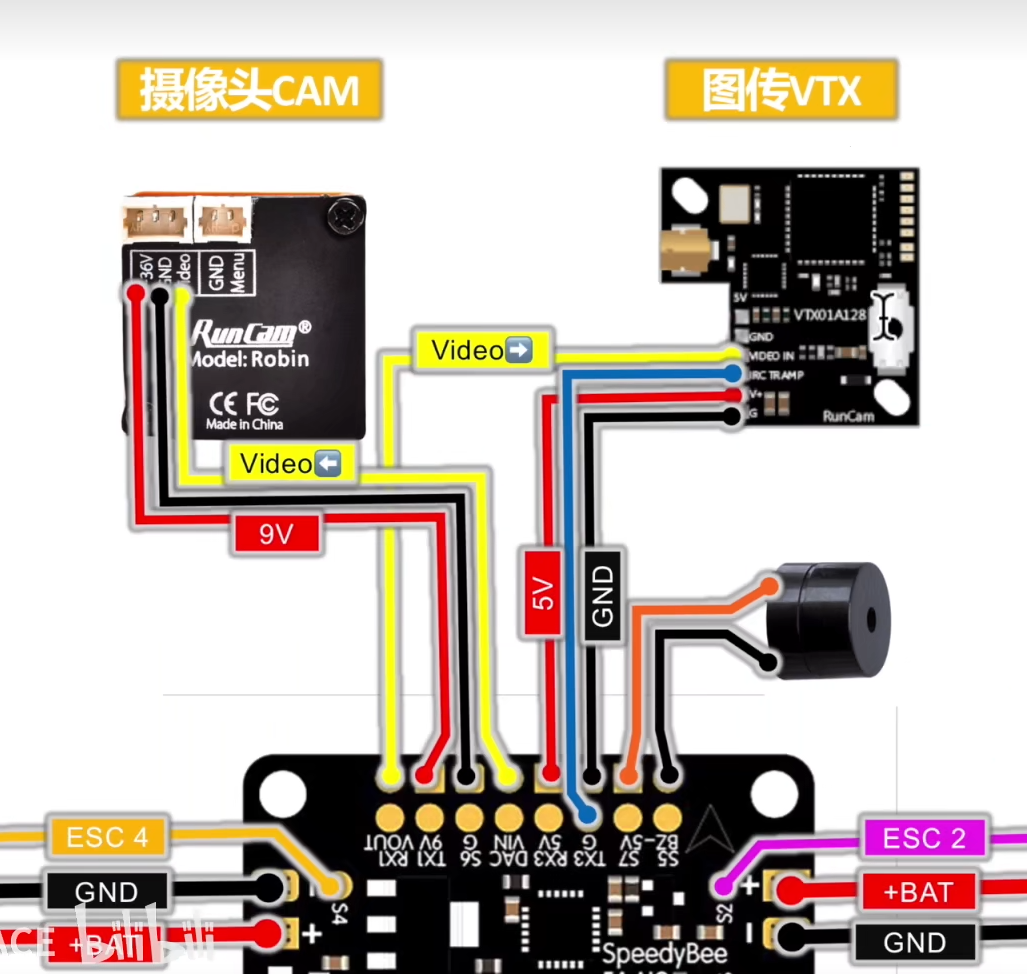 摄像头CAM
图传VTX
36V
GND
Video
GND
Menu
RunCam®
Model: Robin
CE FC
Made in China
5V
VTX01A128
GND
VIDEO IN
IRC TRAMP
V+
G
RunCam
Video➡
Video⬅
9V
5V
GND
VOUT
9V
G
VIN
5V
G
5V
BZ-
RX1
TX1
S6
DAC
RX3
TX3
S7
S5
ESC 4
GND
+BAT
S4
+
ESC 2
+BAT
GND
S2
+
-
SpeedyBee
ACE
bilibili